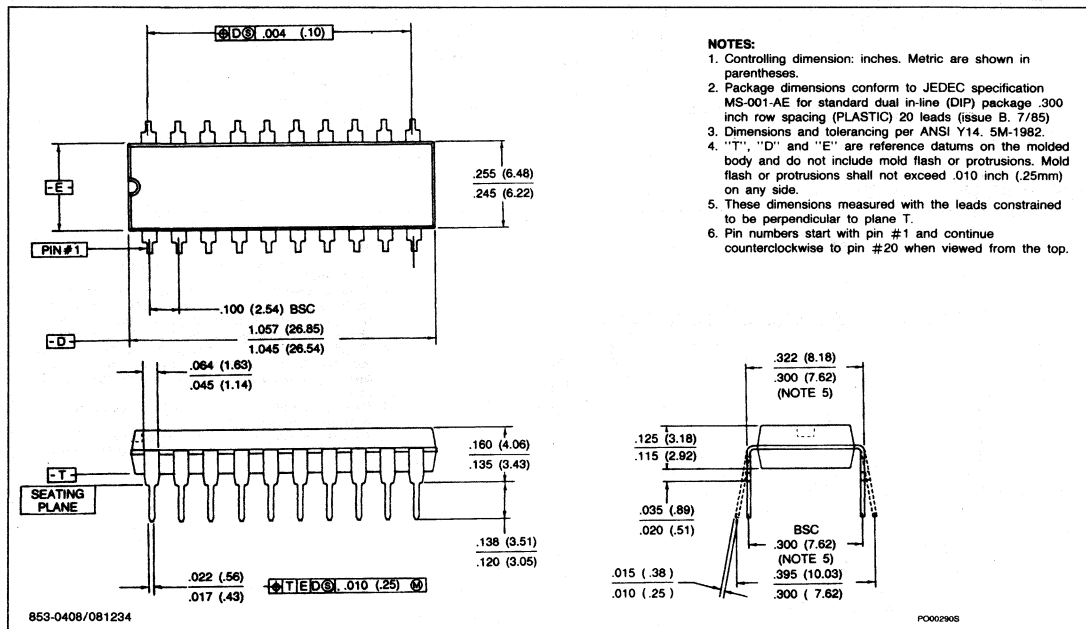 ⌖ D Ⓢ .004 (.10)
-E-
PIN #1
.255 (6.48)
.245 (6.22)
.100 (2.54) BSC
-D-
1.057 (26.85)
1.045 (26.54)
.064 (1.63)
.045 (1.14)
-T-
SEATING
PLANE
.160 (4.06)
.135 (3.43)
.138 (3.51)
.120 (3.05)
.022 (.56)
.017 (.43)
⌖ T E D Ⓢ .010 (.25) Ⓜ
853-0408/081234
NOTES:
1. Controlling dimension: inches. Metric are shown in
parentheses.
2. Package dimensions conform to JEDEC specification
MS-001-AE for standard dual in-line (DIP) package .300
inch row spacing (PLASTIC) 20 leads (issue B. 7/85)
3. Dimensions and tolerancing per ANSI Y14. 5M-1982.
4. "T", "D" and "E" are reference datums on the molded
body and do not include mold flash or protrusions. Mold
flash or protrusions shall not exceed .010 inch (.25mm)
on any side.
5. These dimensions measured with the leads constrained
to be perpendicular to plane T.
6. Pin numbers start with pin #1 and continue
counterclockwise to pin #20 when viewed from the top.
.322 (8.18)
.300 (7.62)
(NOTE 5)
.125 (3.18)
.115 (2.92)
.035 (.89)
.020 (.51)
BSC
.300 (7.62)
(NOTE 5)
.395 (10.03)
.300 ( 7.62)
.015 (.38 )
.010 (.25 )
PO00290S